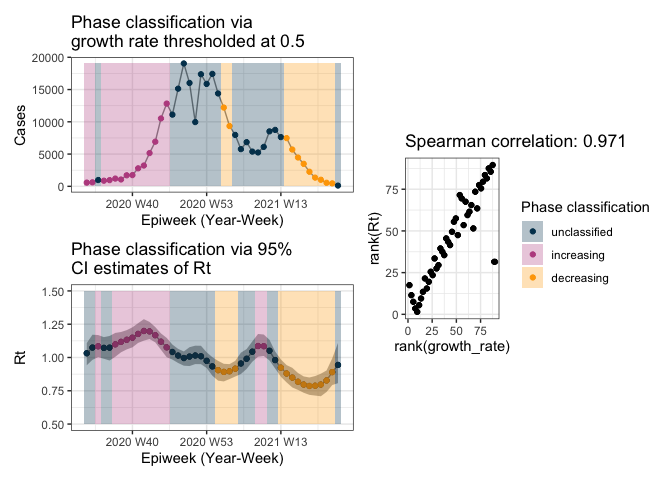 Phase classification via
growth rate thresholded at 0.5
20000
15000
10000
5000
0
Cases
2020 W40
2020 W53
2021 W13
Epiweek (Year-Week)
Phase classification via 95%
CI estimates of Rt
1.50
1.25
1.00
0.75
0.50
Rt
2020 W40
2020 W53
2021 W13
Epiweek (Year-Week)
Spearman correlation: 0.971
75
50
25
0
rank(Rt)
0
25
50
75
rank(growth_rate)
Phase classification
unclassified
increasing
decreasing